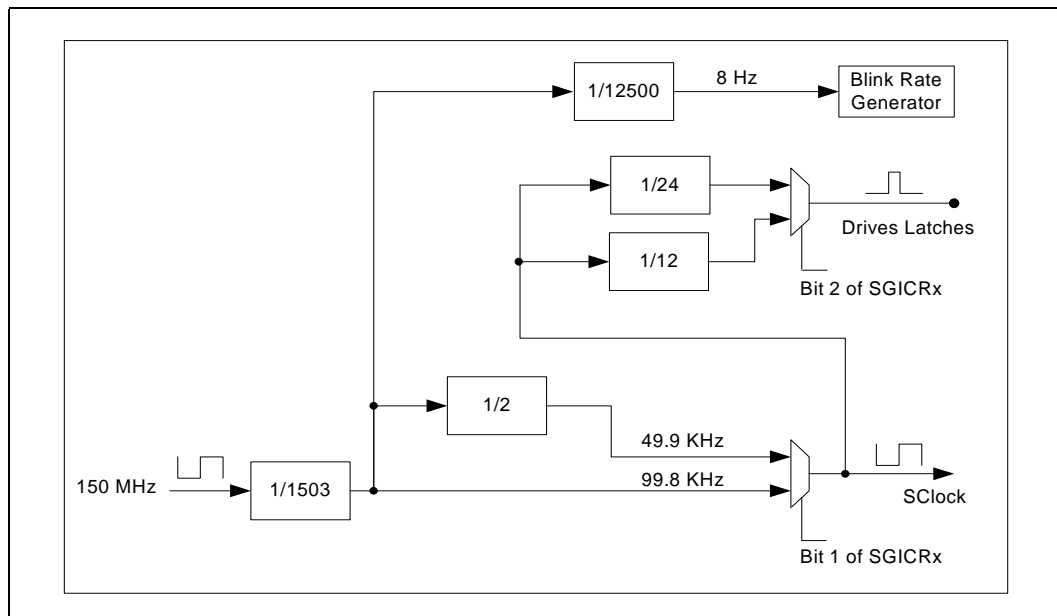 1/12500
8 Hz
Blink Rate
Generator
1/24
Drives Latches
1/12
Bit 2 of SGICRx
1/2
49.9 KHz
150 MHz
1/1503
99.8 KHz
SClock
Bit 1 of SGICRx